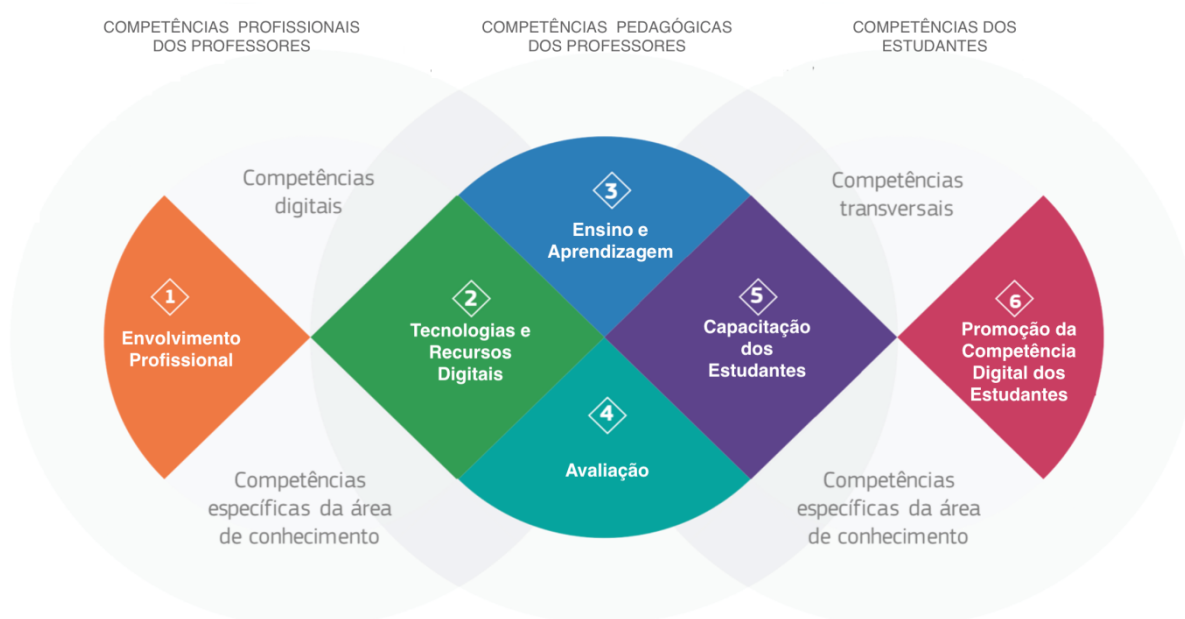 COMPETÊNCIAS PROFISSIONAIS
DOS PROFESSORES
COMPETÊNCIAS PEDAGÓGICAS
DOS PROFESSORES
COMPETÊNCIAS DOS
ESTUDANTES
Competências
digitais
Competências
transversais
1
Envolvimento
Profissional
2
Tecnologias e
Recursos
Digitais
3
Ensino e
Aprendizagem
4
Avaliação
5
Capacitação
dos
Estudantes
6
Promoção da
Competência
Digital dos
Estudantes
Competências
específicas da área
de conhecimento
Competências
específicas da área
de conhecimento